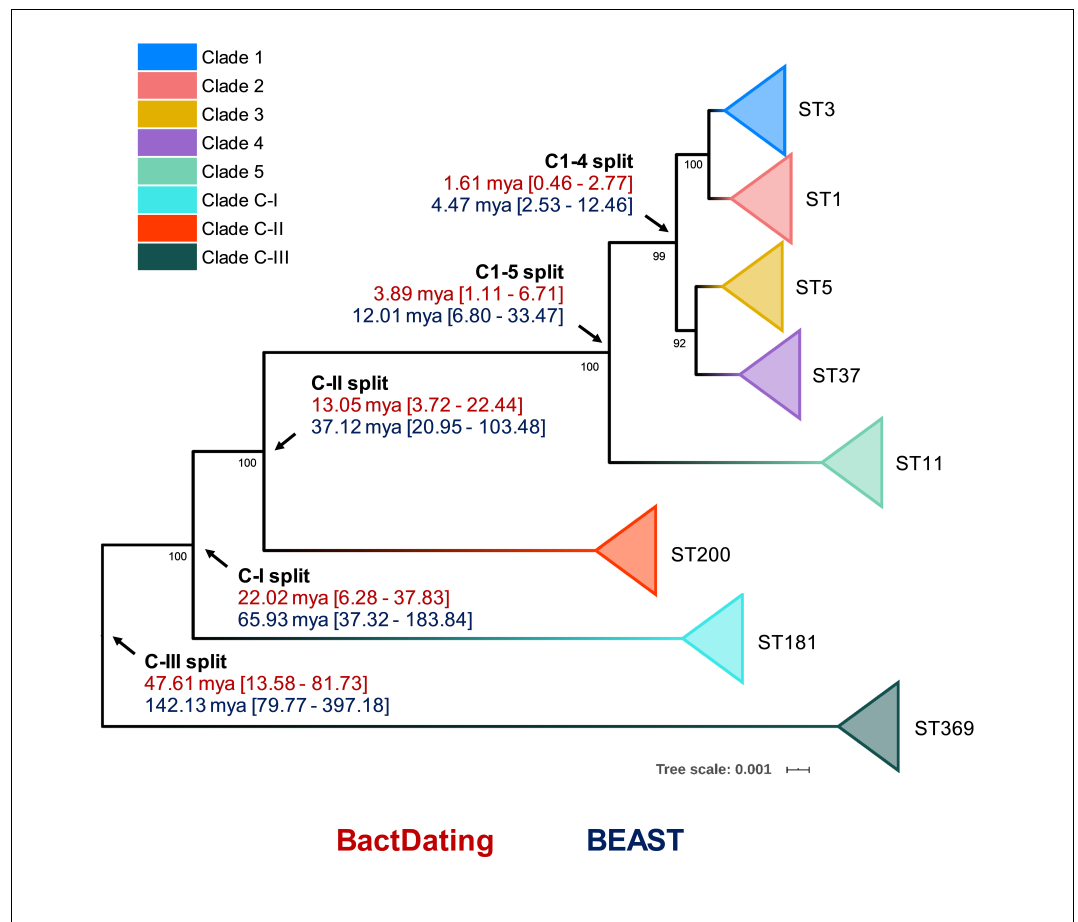 Clade 1
Clade 2
Clade 3
Clade 4
Clade 5
Clade C-I
Clade C-II
Clade C-III
ST3
C1-4 split
1.61 mya [0.46 - 2.77]
4.47 mya [2.53 - 12.46]
100
ST1
99
C1-5 split
3.89 mya [1.11 - 6.71]
12.01 mya [6.80 - 33.47]
ST5
92
100
ST37
C-II split
13.05 mya [3.72 - 22.44]
37.12 mya [20.95 - 103.48]
100
ST11
ST200
100
C-I split
22.02 mya [6.28 - 37.83]
65.93 mya [37.32 - 183.84]
ST181
C-III split
47.61 mya [13.58 - 81.73]
142.13 mya [79.77 - 397.18]
ST369
Tree scale: 0.001
BactDating BEAST